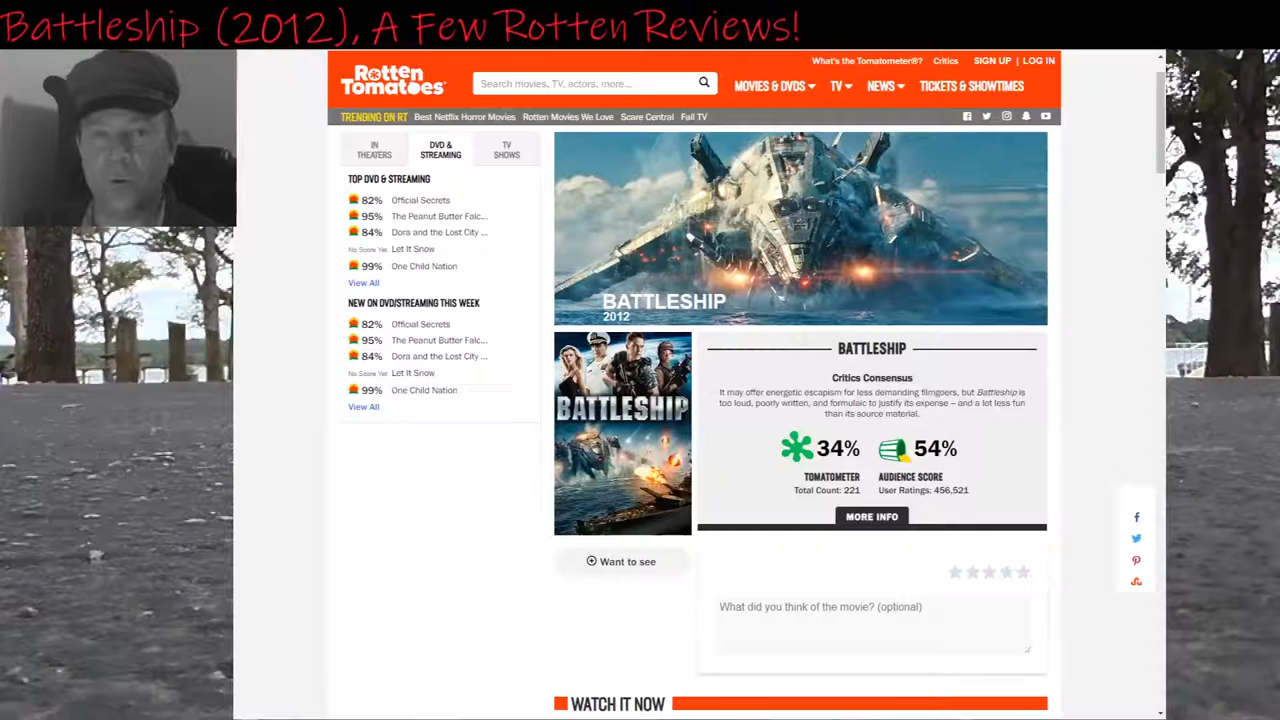 Battleship (2012), A Few Rotten Reviews!
What's the Tomatometer®?
Critics
SIGN UP | LOG IN
Rotten
Tomatoes
Search movies, TV, actors, more...
MOVIES & DVDS
TV
NEWS
TICKETS & SHOWTIMES
TRENDING ON RT
Best Netflix Horror Movies
Rotten Movies We Love
Scare Central
Fall TV
IN
THEATERS
DVD &
STREAMING
TV
SHOWS
TOP DVD & STREAMING
82% Official Secrets
95% The Peanut Butter Falc...
84% Dora and the Lost City ...
No Score Yet Let It Snow
99% One Child Nation
View All
NEW ON DVD/STREAMING THIS WEEK
82% Official Secrets
95% The Peanut Butter Falc...
84% Dora and the Lost City ...
No Score Yet Let It Snow
99% One Child Nation
View All
BATTLESHIP
2012
BATTLESHIP
Want to see
BATTLESHIP
Critics Consensus
It may offer energetic escapism for less demanding filmgoers, but Battleship is
too loud, poorly written, and formulaic to justify its expense – and a lot less fun
than its source material.
34%
54%
TOMATOMETER
AUDIENCE SCORE
Total Count: 221
User Ratings: 456,521
MORE INFO
What did you think of the movie? (optional)
WATCH IT NOW